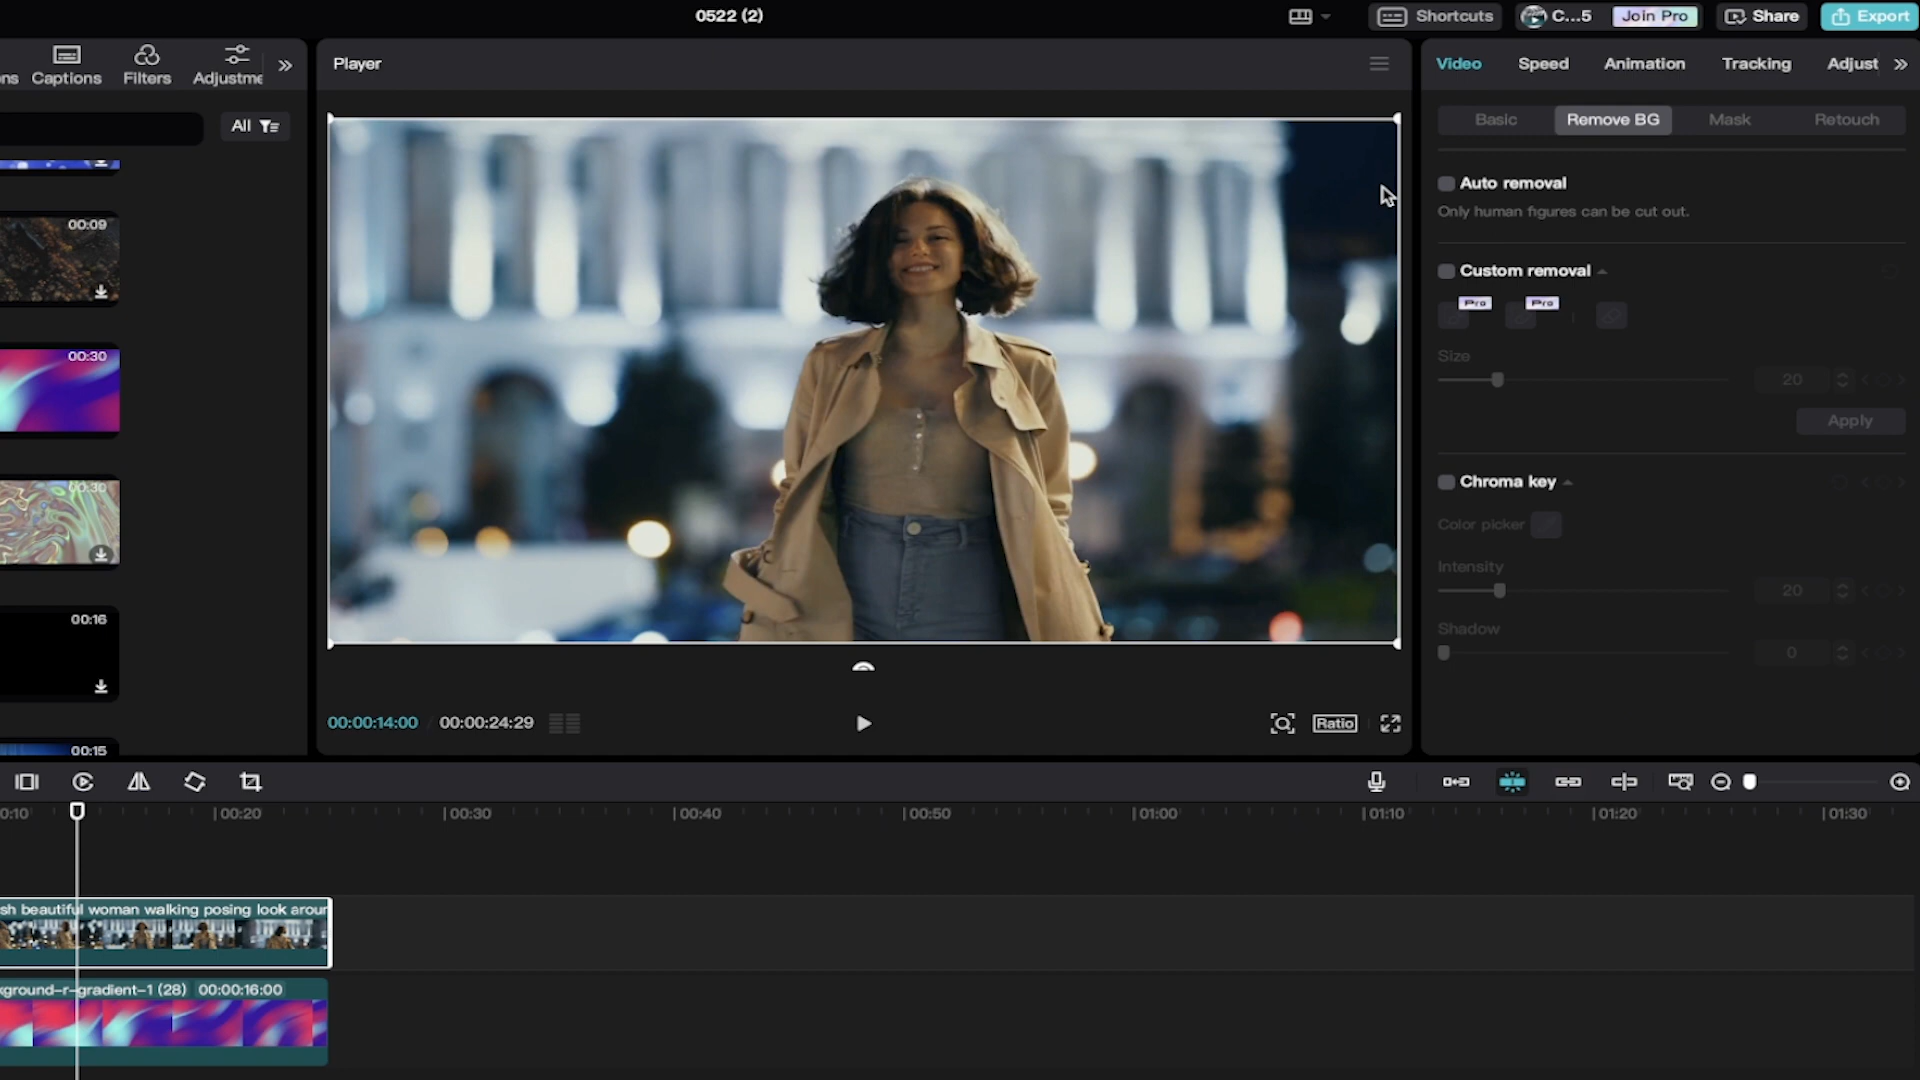 0522 (2)
Shortcuts
C...5
Join Pro
Share
Export
ns
Captions
Filters
Adjustme
Player
Video
Speed
Animation
Tracking
Adjust
All
Basic
Remove BG
Mask
Retouch
00:09
00:30
00:30
00:16
00:15
Auto removal
Only human figures can be cut out.
Custom removal
Pro
Pro
Size
20
Apply
Chroma key
Color picker
Intensity
20
Shadow
0
00:00:14:00
00:00:24:29
Ratio
0:10
00:20
00:30
00:40
00:50
01:00
01:10
01:20
01:30
sh beautiful woman walking posing look aroun
kground-r-gradient-1 (28) 00:00:16:00